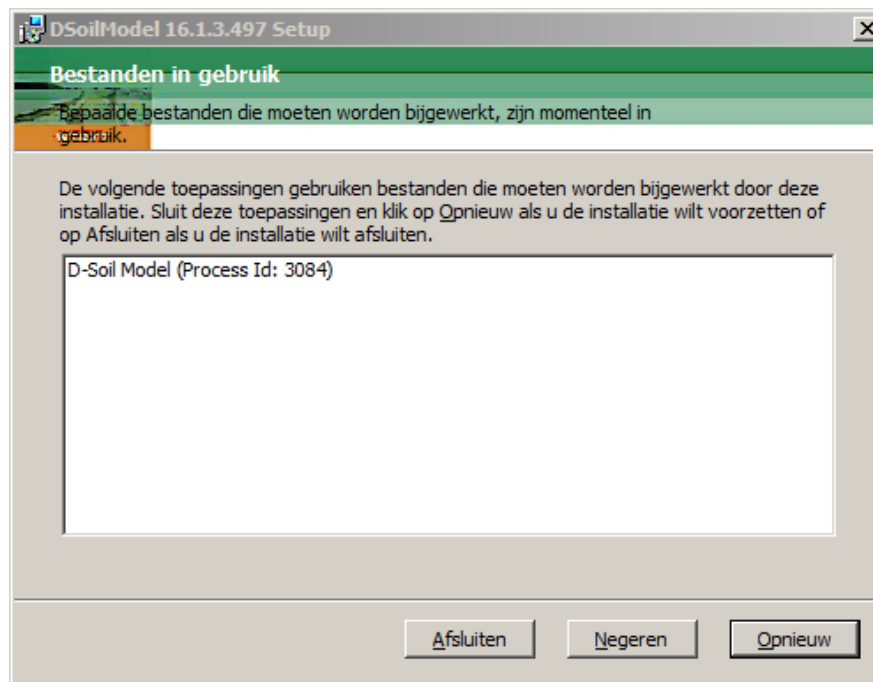 DSoilModel 16.1.3.497 Setup
Bestanden in gebruik
Bepaalde bestanden die moeten worden bijgewerkt, zijn momenteel in
gebruik.
De volgende toepassingen gebruiken bestanden die moeten worden bijgewerkt door deze
installatie. Sluit deze toepassingen en klik op Opnieuw als u de installatie wilt voorzetten of
op Afsluiten als u de installatie wilt afsluiten.
D-Soil Model (Process Id: 3084)
Afsluiten Negeren Opnieuw